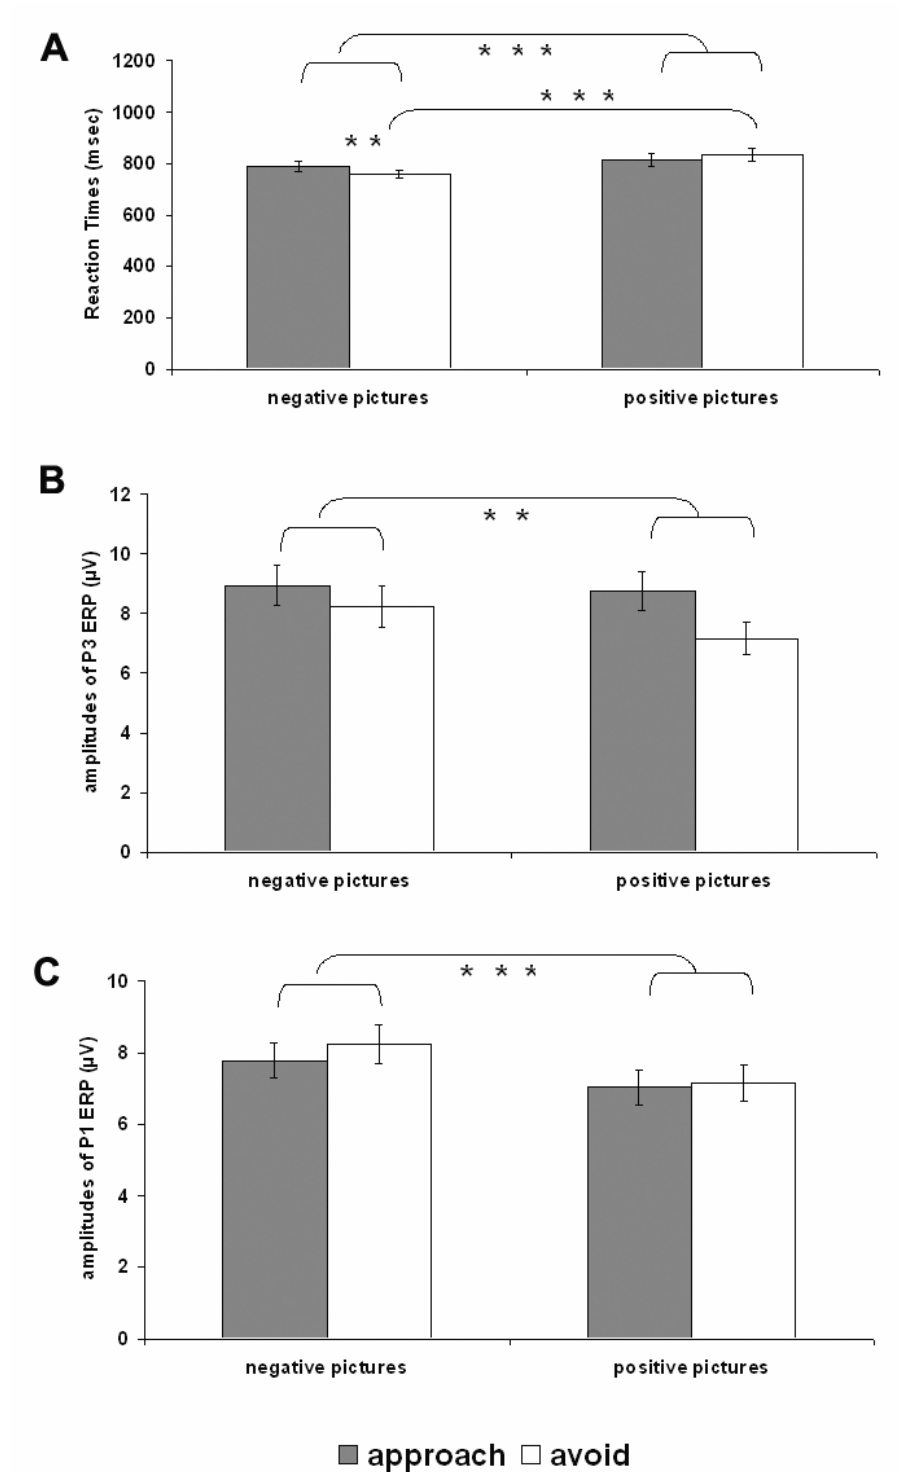 A
* * *
1200
* * *
1000
* *
800
600
400
200
0
Reaction Times (msec)
negative pictures positive pictures
B
12
* *
10
8
6
4
2
0
amplitudes of P3 ERP (µV)
negative pictures positive pictures
C
* * *
10
8
6
4
2
0
amplitudes of P1 ERP (µV)
negative pictures positive pictures
approach avoid